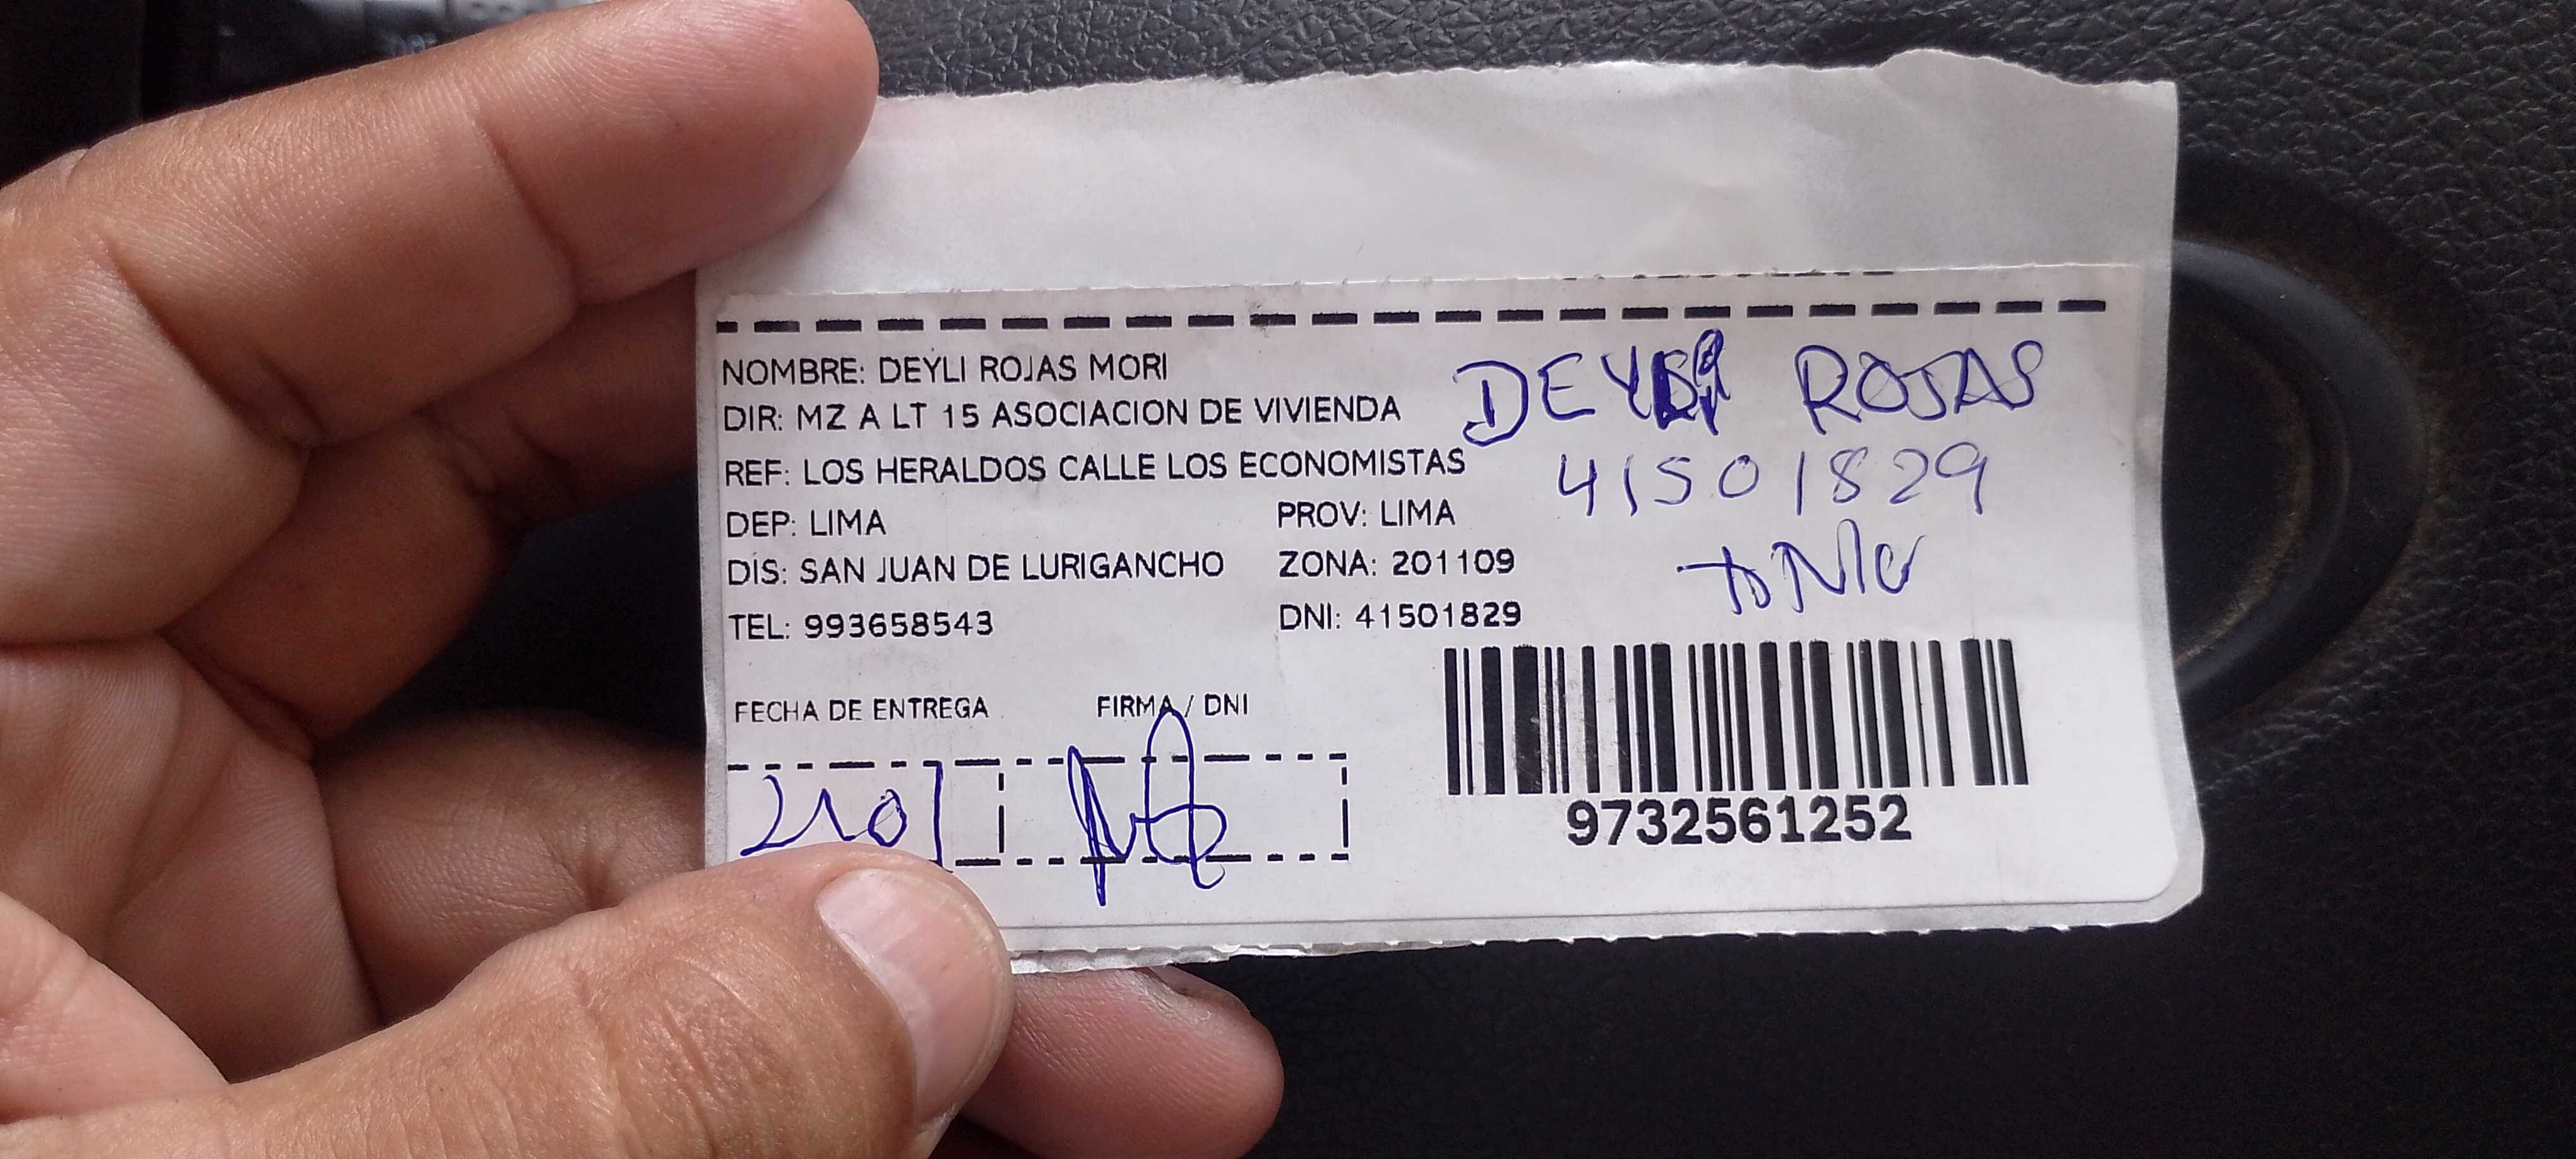 NOMBRE: DEYLI ROJAS MORI
DIR: MZ A LT 15 ASOCIACION DE VIVIENDA
REF: LOS HERALDOS CALLE LOS ECONOMISTAS
DEP: LIMA PROV: LIMA
DIS: SAN JUAN DE LURIGANCHO ZONA: 201109
TEL: 993658543 DNI: 41501829
ROJAS
41501829
FECHA DE ENTREGA FIRMA / DNI
9732561252